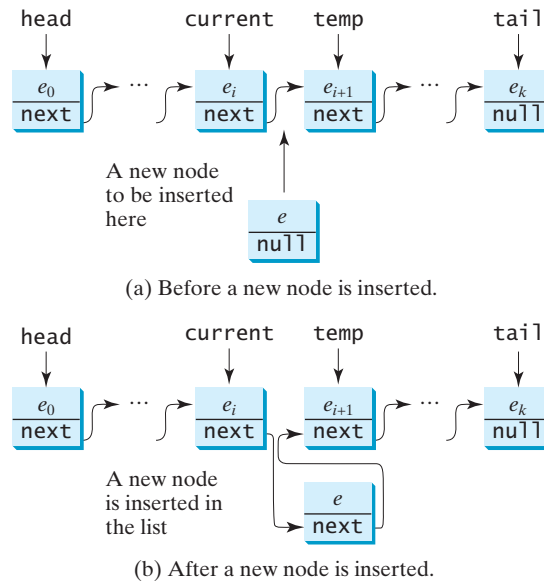 head current temp tail
e0 ... ei ei+1 ... ek
next next next null
A new node
to be inserted
here
e
null
(a) Before a new node is inserted.
head current temp tail
e0 ... ei ei+1 ... ek
next next next null
A new node
is inserted in
the list
e
next
(b) After a new node is inserted.